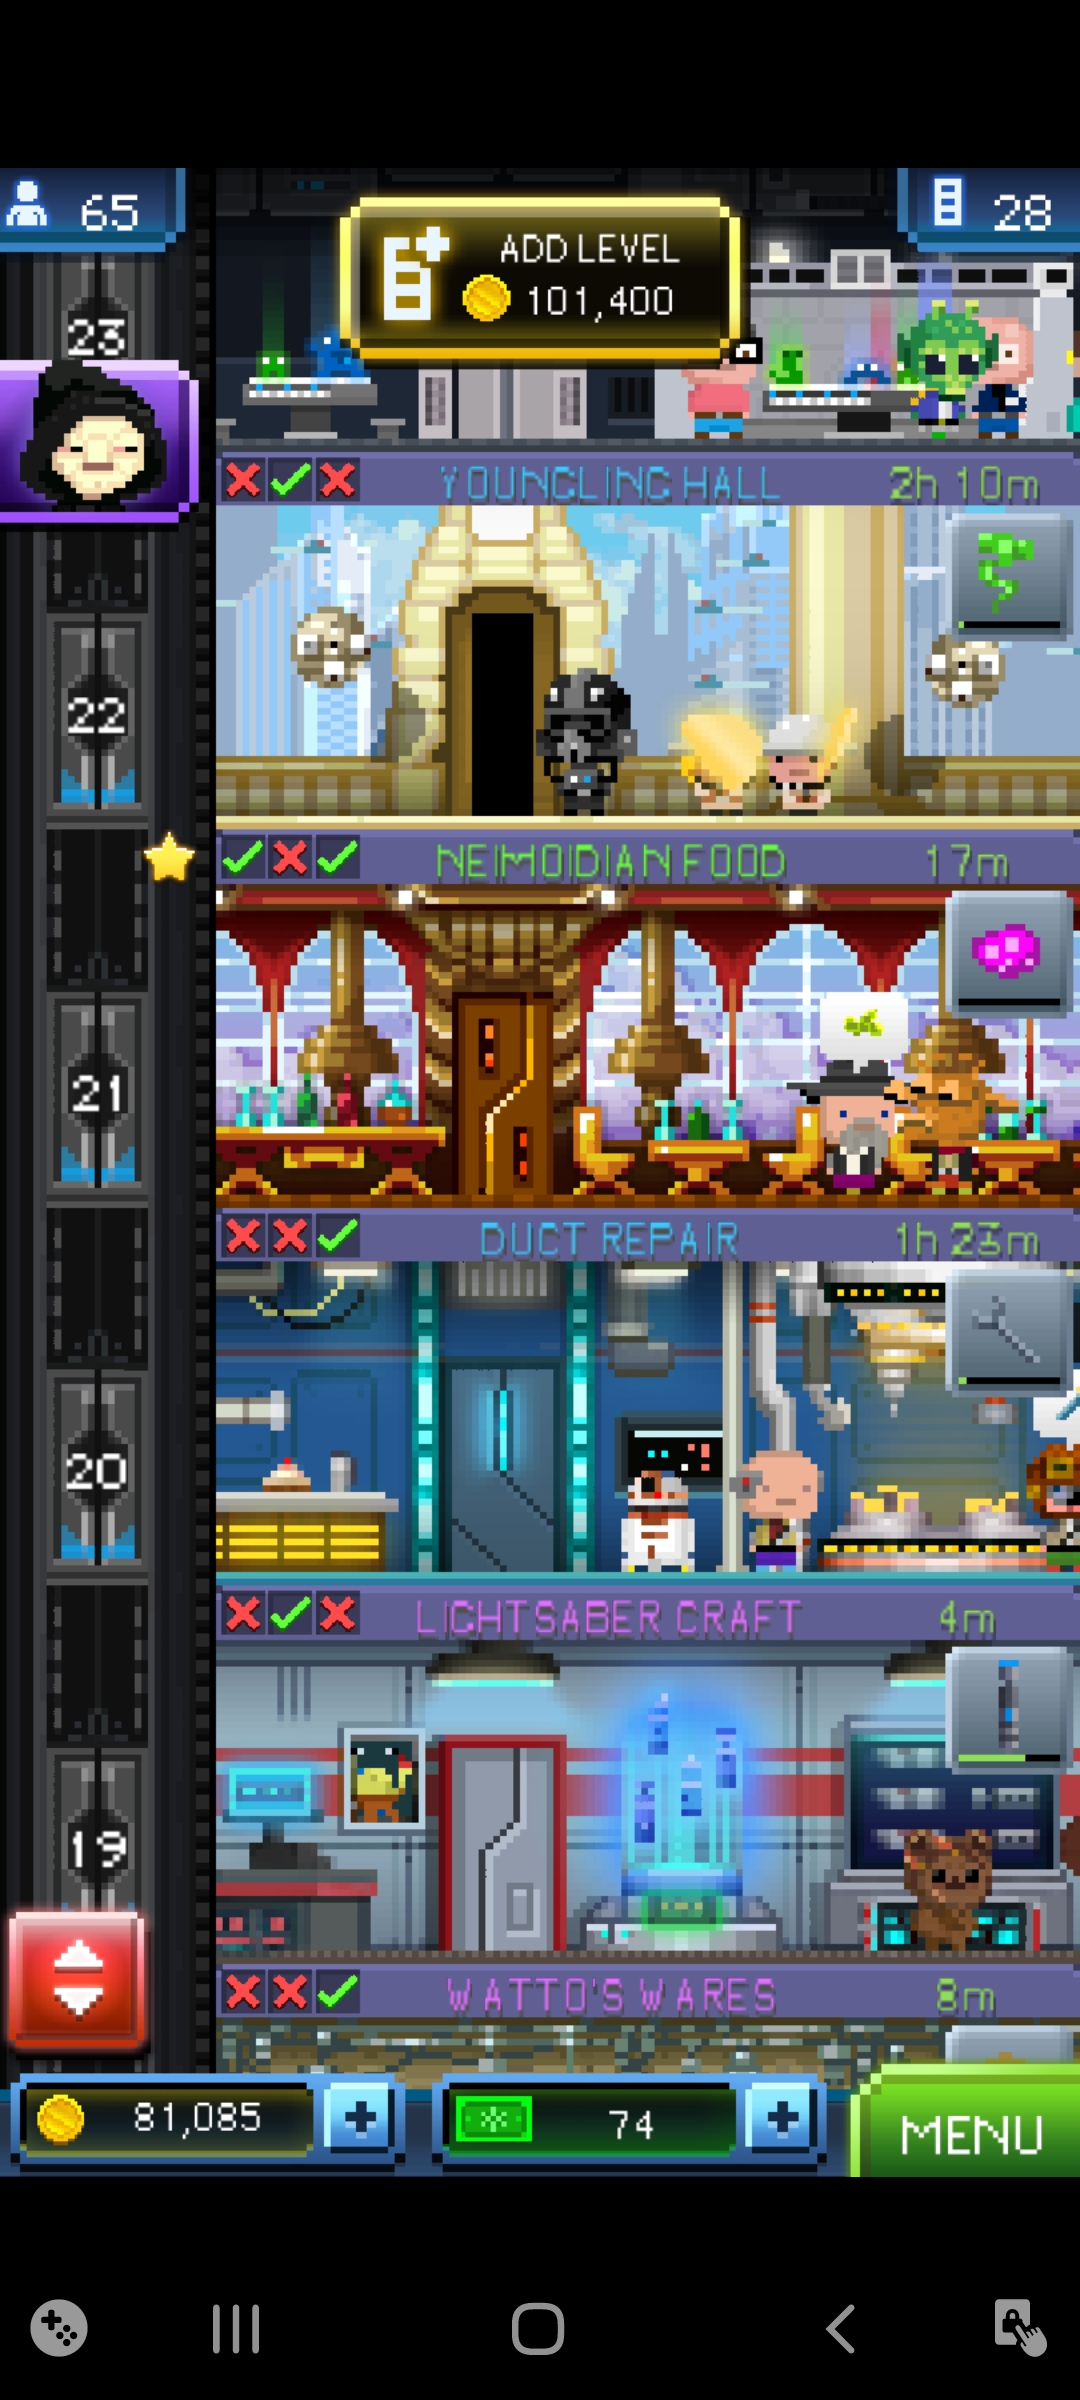 65
ADD LEVEL
101,400
28
23
YOUNGLING HALL
2h 10m
22
NEIMOIDIAN FOOD
17m
21
DUCT REPAIR
1h 23m
20
LIGHTSABER CRAFT
4m
19
WATTO'S WARES
8m
81,085
74
MENU